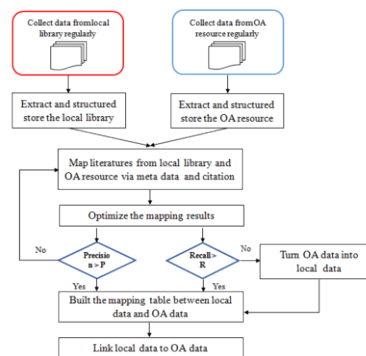 Collect data fromlocal
library regularly
Collect data fromOA
resource regularly
Extract and structured
store the local library
Extract and structured
store the OA resource
Map literatures from local library and
OA resource via meta data and citation
Optimize the mapping results
No
Precisio
n > P
Recall >
R
No
Turn OA data into
local data
Yes
Yes
Built the mapping table between local
data and OA data
Link local data to OA data